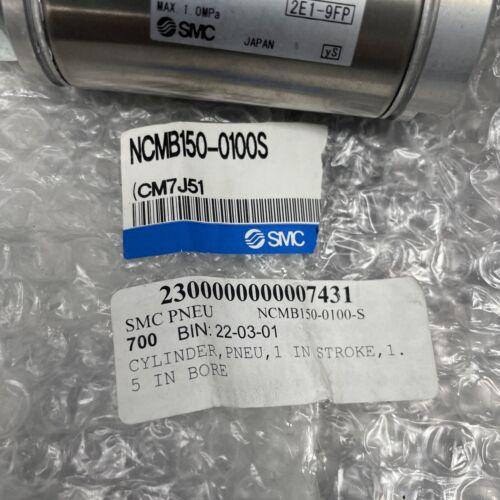 MAX 1.0MPa
2E1-9FP
SMC
JAPAN
yS
NCMB150-0100S
(CM7J51
SMC
2300000000007431
SMC PNEU NCMB150-0100-S
700 BIN: 22-03-01
CYLINDER,PNEU,1 IN STROKE,1.
5 IN BORE